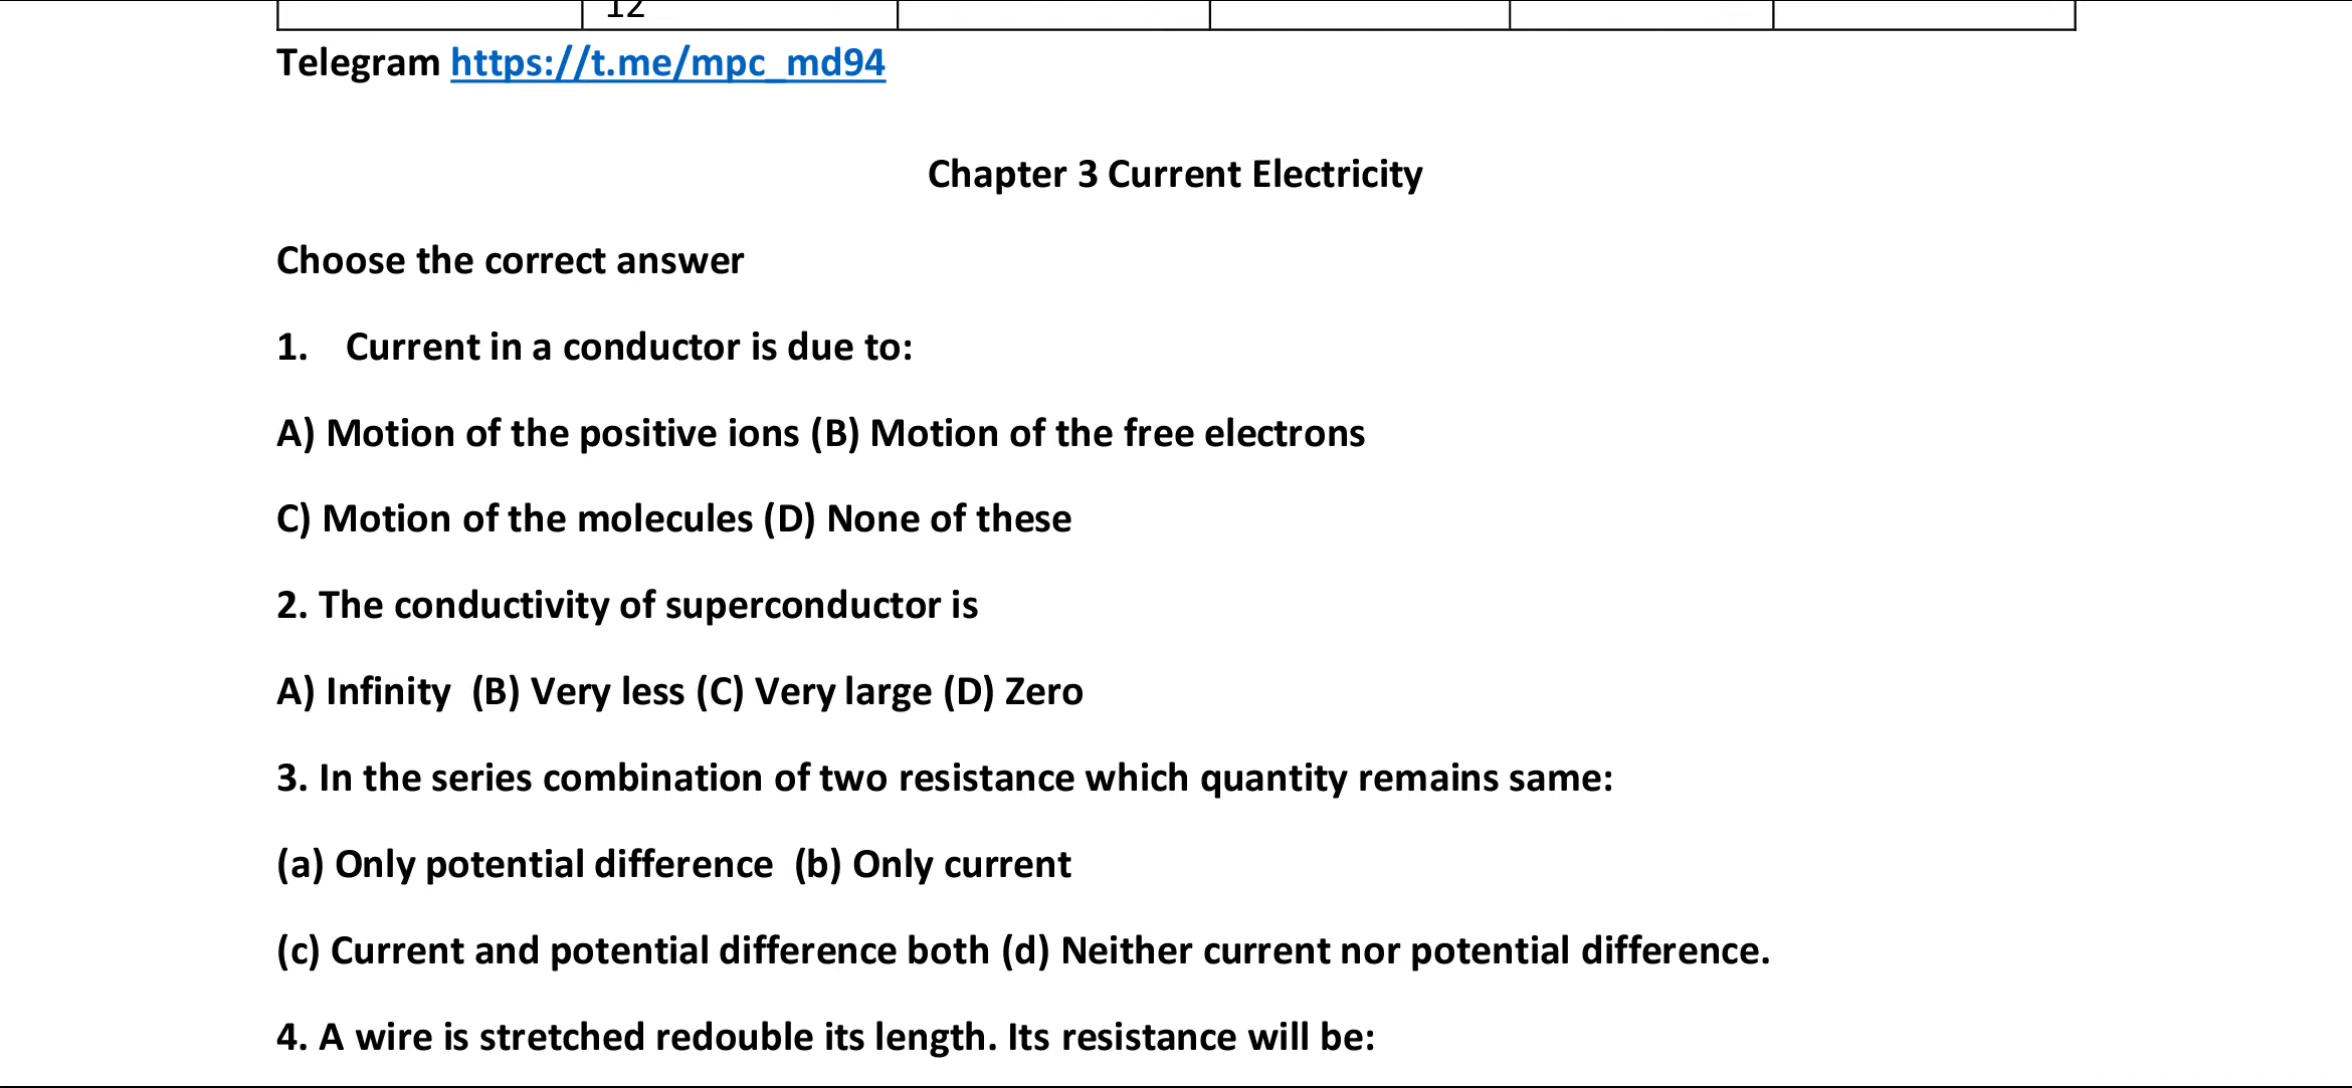 12
Telegram https://t.me/mpc_md94
Chapter 3 Current Electricity
Choose the correct answer
1. Current in a conductor is due to:
A) Motion of the positive ions (B) Motion of the free electrons
C) Motion of the molecules (D) None of these
2. The conductivity of superconductor is
A) Infinity (B) Very less (C) Very large (D) Zero
3. In the series combination of two resistance which quantity remains same:
(a) Only potential difference (b) Only current
(c) Current and potential difference both (d) Neither current nor potential difference.
4. A wire is stretched redouble its length. Its resistance will be: